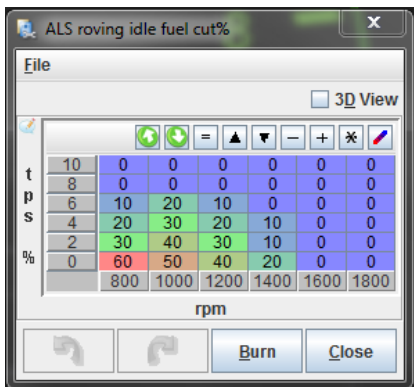 ALS roving idle fuel cut%
X
File
3D View
= - + *
t
p
s
%
10 0 0 0 0 0 0
8 0 0 0 0 0 0
6 10 20 10 0 0 0
4 20 30 20 10 0 0
2 30 40 30 10 0 0
0 60 50 40 20 0 0
800 1000 1200 1400 1600 1800
rpm
Burn Close